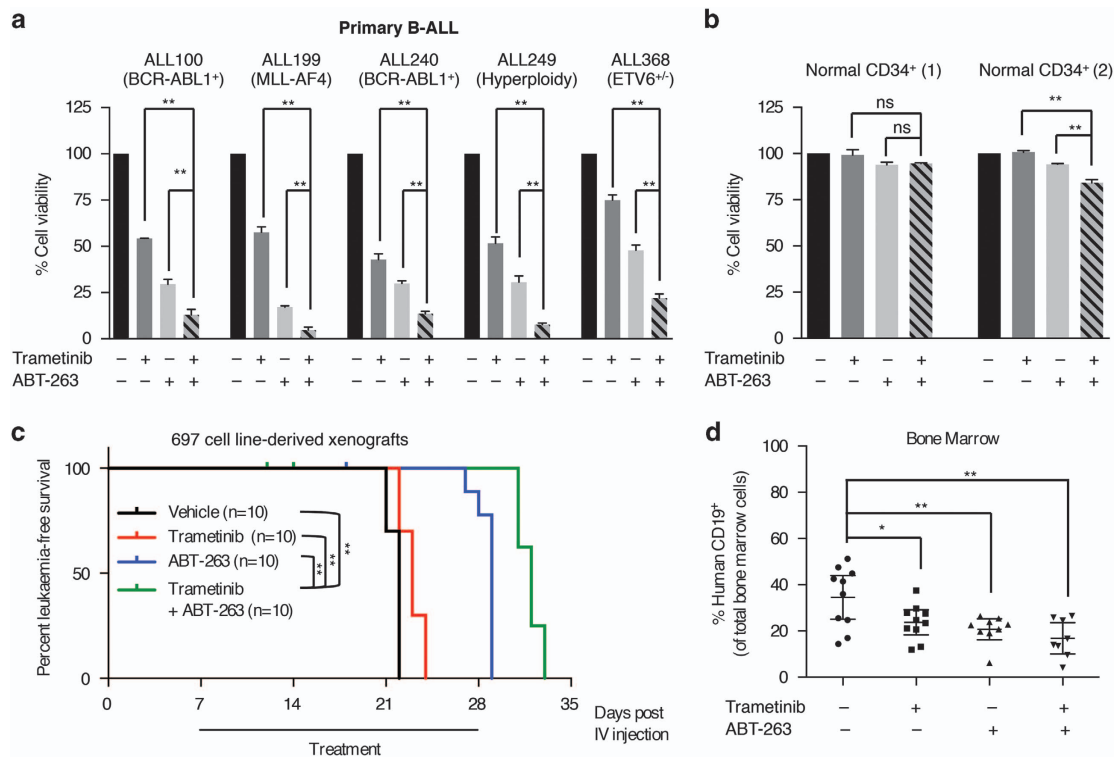 a
Primary B-ALL
ALL100 ALL199 ALL240 ALL249 ALL368
(BCR-ABL1⁺) (MLL-AF4) (BCR-ABL1⁺) (Hyperploidy) (ETV6⁺/⁻)
% Cell viability
125
100
75
50
25
0
** ** ** ** **
** ** ** ** **
Trametinib – + – + – + – + – + – + – + – + – + – +
ABT-263 – – + + – – + + – – + + – – + + – – + +
b
Normal CD34⁺ (1) Normal CD34⁺ (2)
% Cell viability
125
100
75
50
25
0
ns **
ns **
Trametinib – + – + – + – +
ABT-263 – – + + – – + +
c
697 cell line-derived xenografts
Percent leukaemia-free survival
100
50
0
Vehicle (n=10)
Trametinib (n=10)
ABT-263 (n=10)
Trametinib
+ ABT-263 (n=10)
** ** **
0 7 14 21 28 35
Days post
IV injection
Treatment
d
Bone Marrow
% Human CD19⁺
(of total bone marrow cells)
100
80
60
40
20
0
**
**
*
Trametinib – + – +
ABT-263 – – + +